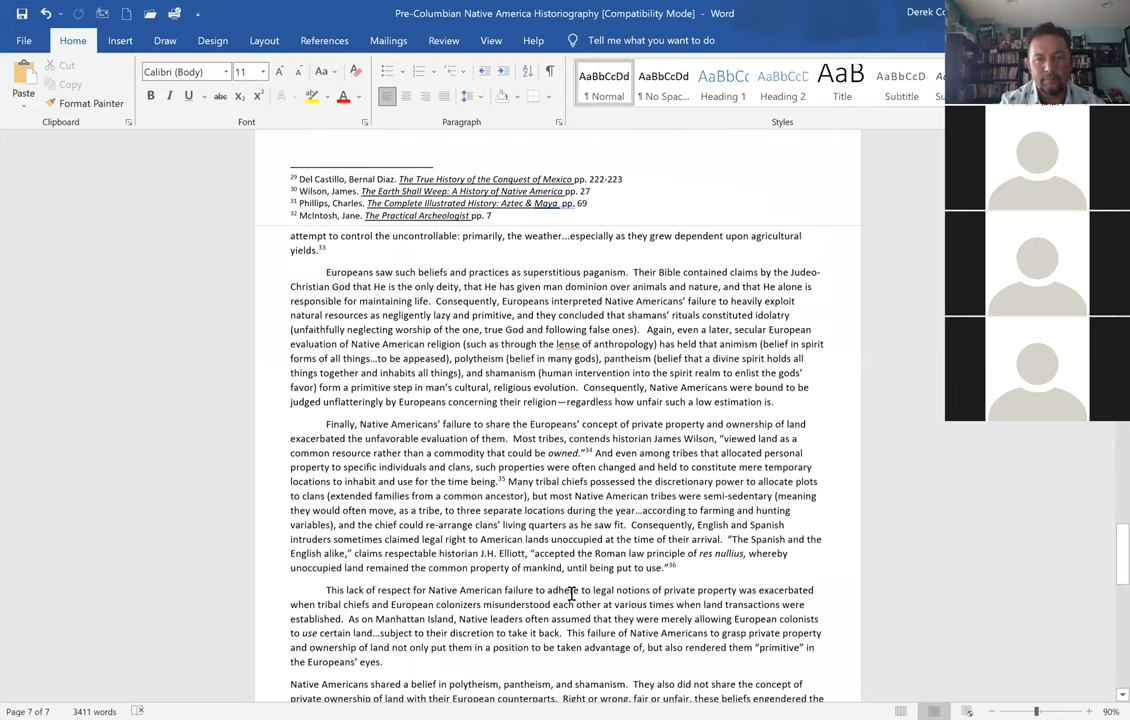 Pre-Columbian Native America Historiography [Compatibility Mode] - Word
Derek Co
File Home Insert Draw Design Layout References Mailings Review View Help Tell me what you want to do
Cut
Copy
Format Painter
Paste
Calibri (Body) 11
AaBbCcDd AaBbCcDd AaBbCc AaBbCcDd AaB AaBbCcDd
¶ Normal ¶ No Spac... Heading 1 Heading 2 Title Subtitle Su
Clipboard Font Paragraph Styles
29 Del Castillo, Bernal Diaz. The True History of the Conquest of Mexico pp. 222-223
30 Wilson, James. The Earth Shall Weep: A History of Native America pp. 27
31 Phillips, Charles. The Complete Illustrated History: Aztec & Maya pp. 69
32 McIntosh, Jane. The Practical Archeologist pp. 7
attempt to control the uncontrollable: primarily, the weather...especially as they grew dependent upon agricultural
yields.33
Europeans saw such beliefs and practices as superstitious paganism. Their Bible contained claims by the Judeo-
Christian God that He is the only deity, that He has given man dominion over animals and nature, and that He alone is
responsible for maintaining life. Consequently, Europeans interpreted Native Americans’ failure to heavily exploit
natural resources as negligently lazy and primitive, and they concluded that shamans’ rituals constituted idolatry
(unfaithfully neglecting worship of the one, true God and following false ones). Again, even a later, secular European
evaluation of Native American religion (such as through the lense of anthropology) has held that animism (belief in spirit
forms of all things...to be appeased), polytheism (belief in many gods), pantheism (belief that a divine spirit holds all
things together and inhabits all things), and shamanism (human intervention into the spirit realm to enlist the gods’
favor) form a primitive step in man’s cultural, religious evolution. Consequently, Native Americans were bound to be
judged unflatteringly by Europeans concerning their religion—regardless how unfair such a low estimation is.
Finally, Native Americans’ failure to share the Europeans’ concept of private property and ownership of land
exacerbated the unfavorable evaluation of them. Most tribes, contends historian James Wilson, “viewed land as a
common resource rather than a commodity that could be owned.”34 And even among tribes that allocated personal
property to specific individuals and clans, such properties were often changed and held to constitute mere temporary
locations to inhabit and use for the time being.35 Many tribal chiefs possessed the discretionary power to allocate plots
to clans (extended families from a common ancestor), but most Native American tribes were semi-sedentary (meaning
they would often move, as a tribe, to three separate locations during the year...according to farming and hunting
variables), and the chief could re-arrange clans’ living quarters as he saw fit. Consequently, English and Spanish
intruders sometimes claimed legal right to American lands unoccupied at the time of their arrival. “The Spanish and the
English alike,” claims respectable historian J.H. Elliott, “accepted the Roman law principle of res nullius, whereby
unoccupied land remained the common property of mankind, until being put to use.”36
This lack of respect for Native American failure to adhere to legal notions of private property was exacerbated
when tribal chiefs and European colonizers misunderstood each other at various times when land transactions were
established. As on Manhattan Island, Native leaders often assumed that they were merely allowing European colonists
to use certain land...subject to their discretion to take it back. This failure of Native Americans to grasp private property
and ownership of land not only put them in a position to be taken advantage of, but also rendered them “primitive” in
the Europeans’ eyes.
Native Americans shared a belief in polytheism, pantheism, and shamanism. They also did not share the concept of
private ownership of land with their European counterparts. Right or wrong, fair or unfair, these beliefs engendered the
Page 7 of 7 3411 words 90%